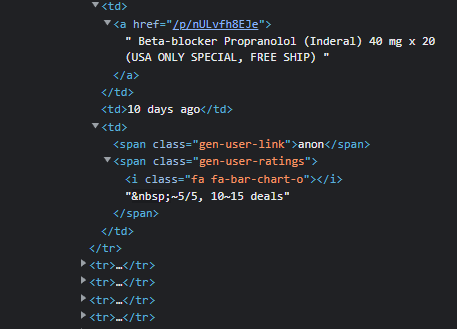 ▼<td>
▼<a href="/p/nULvfh8EJe">
" Beta-blocker Propranolol (Inderal) 40 mg x 20
(USA ONLY SPECIAL, FREE SHIP) "
</a>
</td>
<td>10 days ago</td>
▼<td>
<span class="gen-user-link">anon</span>
▼<span class="gen-user-ratings">
<i class="fa fa-bar-chart-o"></i>
"&nbsp;~5/5, 10~15 deals"
</span>
</td>
</tr>
▶<tr>…</tr>
▶<tr>…</tr>
▶<tr>…</tr>
▶<tr>…</tr>